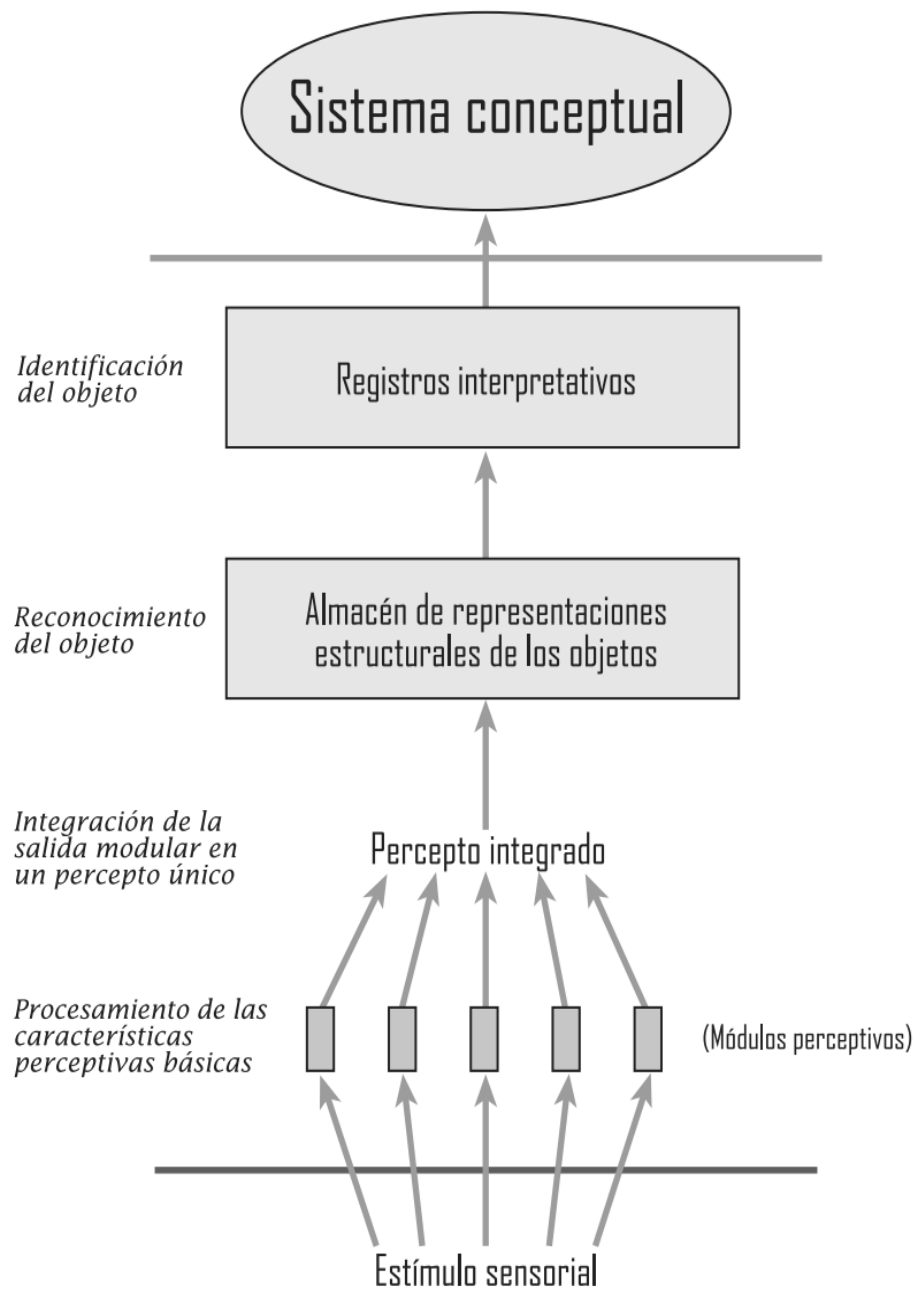 Sistema conceptual
Identificación
del objeto
Registros interpretativos
Reconocimiento
del objeto
Almacén de representaciones
estructurales de los objetos
Integración de la
salida modular en
un percepto único
Percepto integrado
Procesamiento de las
características
perceptivas básicas
(Módulos perceptivos)
Estímulo sensorial